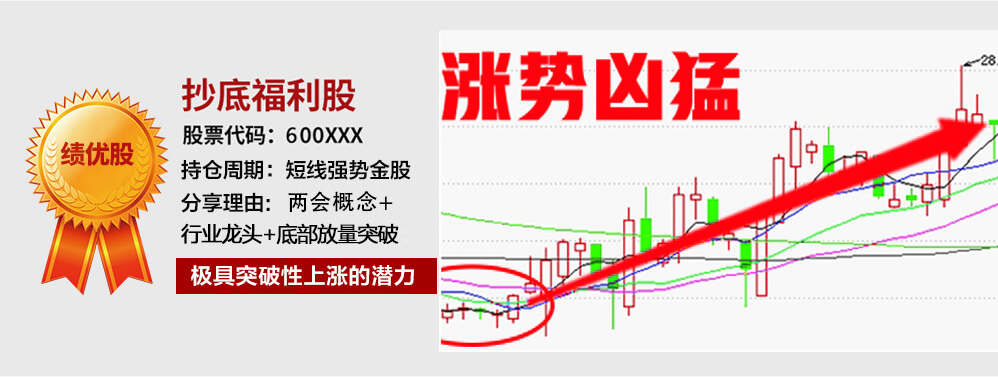 绩优股
抄底福利股
股票代码：600XXX
持仓周期：短线强势金股
分享理由：两会概念+
行业龙头+底部放量突破
极具突破性上涨的潜力
涨势凶猛
28.